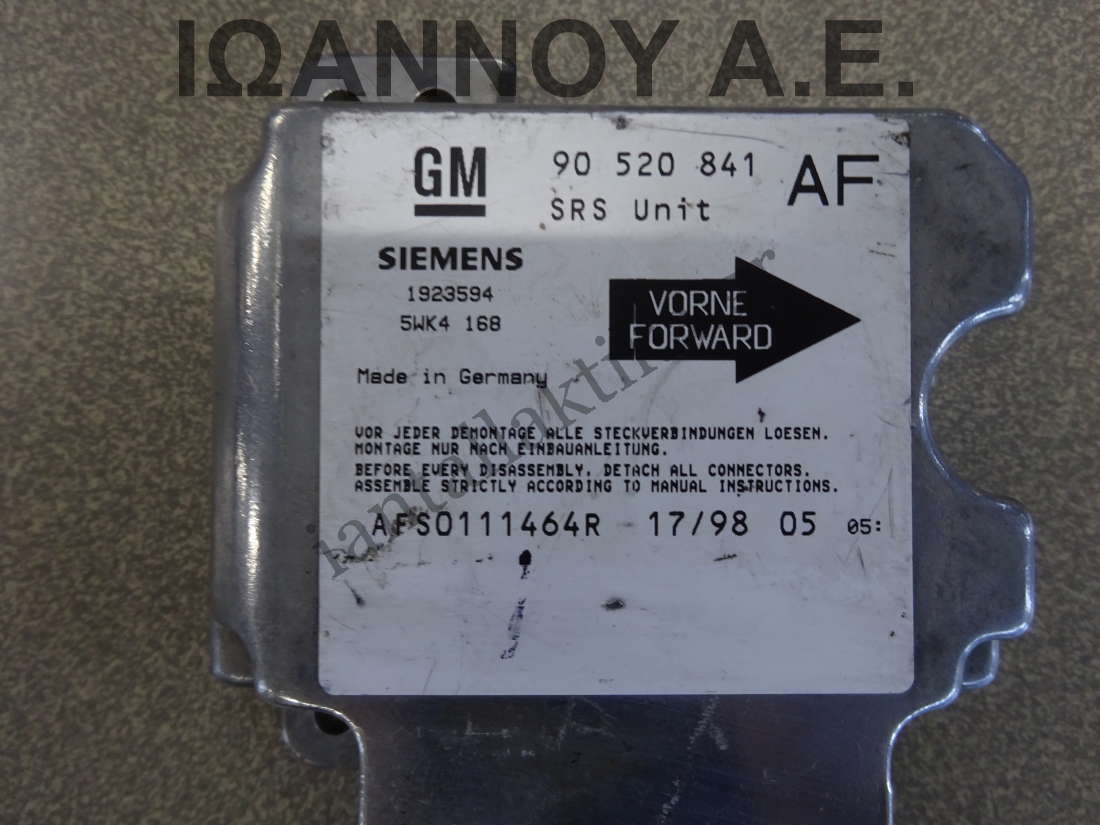 ΙΩΑΝΝΟΥ Α.Ε.
GM
90 520 841
AF
SRS Unit
SIEMENS
1923594
5WK4 168
VORNE
FORWARD
Made in Germany
VOR JEDER DEMONTAGE ALLE STECKVERBINDUNGEN LOESEN.
MONTAGE NUR NACH EINBAUANLEITUNG.
BEFORE EVERY DISASSEMBLY, DETACH ALL CONNECTORS.
ASSEMBLE STRICTLY ACCORDING TO MANUAL INSTRUCTIONS.
AFS0111464R 17/98 05 05: